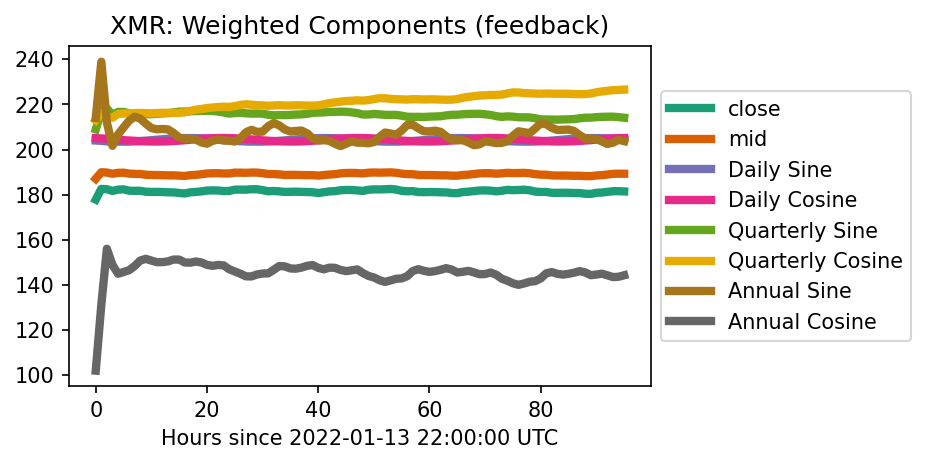 XMR: Weighted Components (feedback)
240
220
200
180
160
140
120
100
0 20 40 60 80
Hours since 2022-01-13 22:00:00 UTC
close
mid
Daily Sine
Daily Cosine
Quarterly Sine
Quarterly Cosine
Annual Sine
Annual Cosine